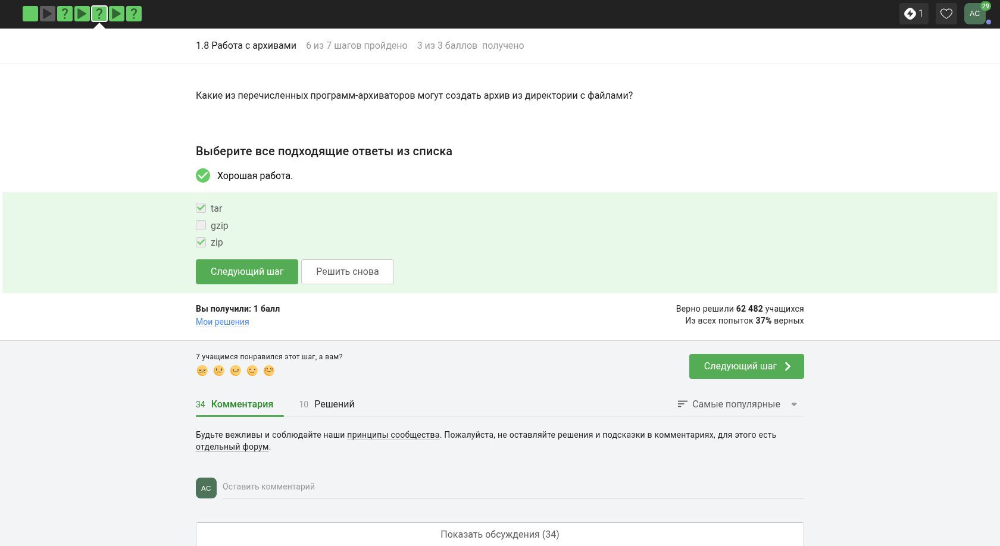 ? ? ?
1
AC
29
1.8 Работа с архивами 6 из 7 шагов пройдено 3 из 3 баллов получено
Какие из перечисленных программ-архиваторов могут создать архив из директории с файлами?
Выберите все подходящие ответы из списка
Хорошая работа.
tar
gzip
zip
Следующий шаг Решить снова
Вы получили: 1 балл
Мои решения
Верно решили 62 482 учащихся
Из всех попыток 37% верных
7 учащимся понравился этот шаг, а вам?
Следующий шаг
34 Комментария 10 Решений Самые популярные
Будьте вежливы и соблюдайте наши принципы сообщества. Пожалуйста, не оставляйте решения и подсказки в комментариях, для этого есть
отдельный форум.
AC Оставить комментарий
Показать обсуждения (34)